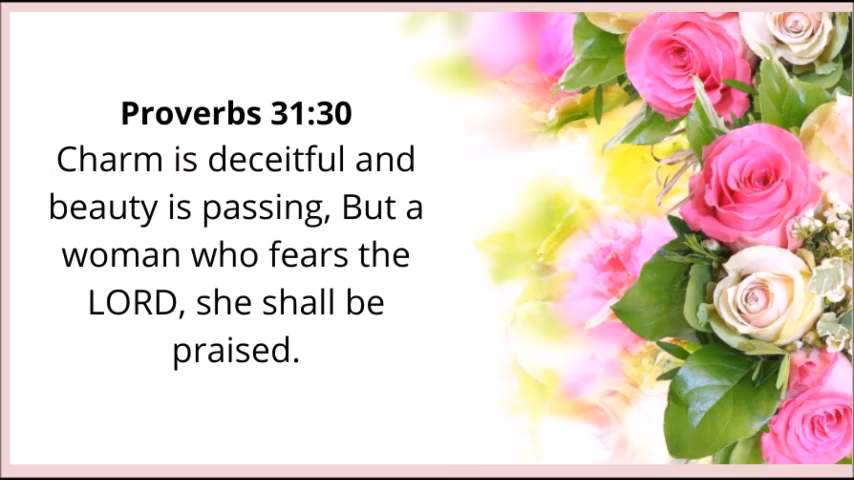 Proverbs 31:30
Charm is deceitful and
beauty is passing, But a
woman who fears the
LORD, she shall be
praised.